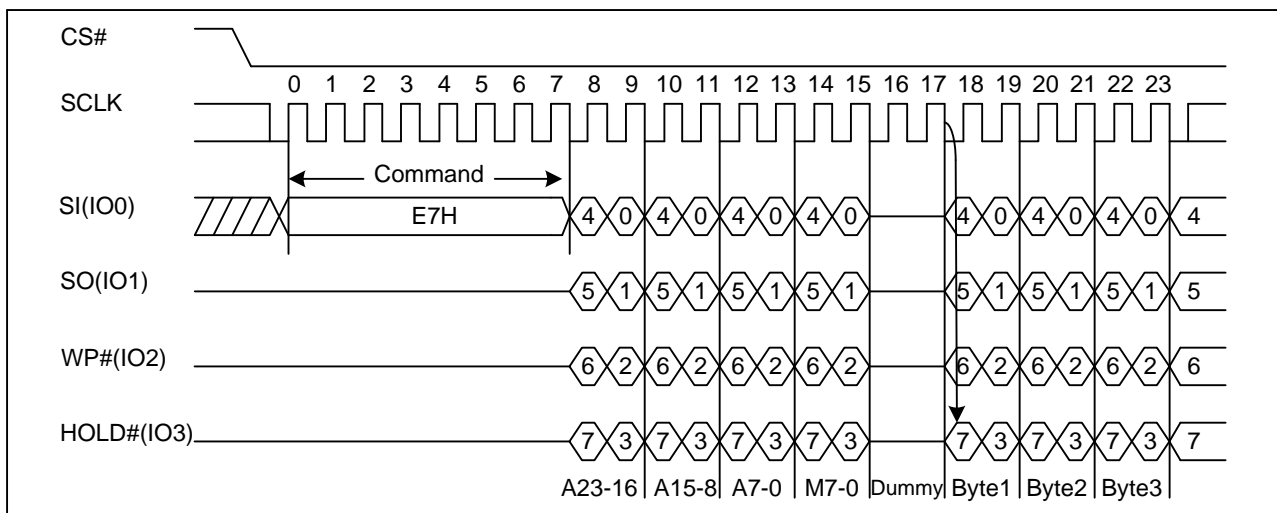 CS#
0 1 2 3 4 5 6 7 8 9 10 11 12 13 14 15 16 17 18 19 20 21 22 23
SCLK
Command
SI(IO0) E7H 4 0 4 0 4 0 4 0 4 0 4 0 4 0 4
SO(IO1) 5 1 5 1 5 1 5 1 5 1 5 1 5 1 5
WP#(IO2) 6 2 6 2 6 2 6 2 6 2 6 2 6 2 6
HOLD#(IO3) 7 3 7 3 7 3 7 3 7 3 7 3 7 3 7
A23-16 A15-8 A7-0 M7-0 Dummy Byte1 Byte2 Byte3